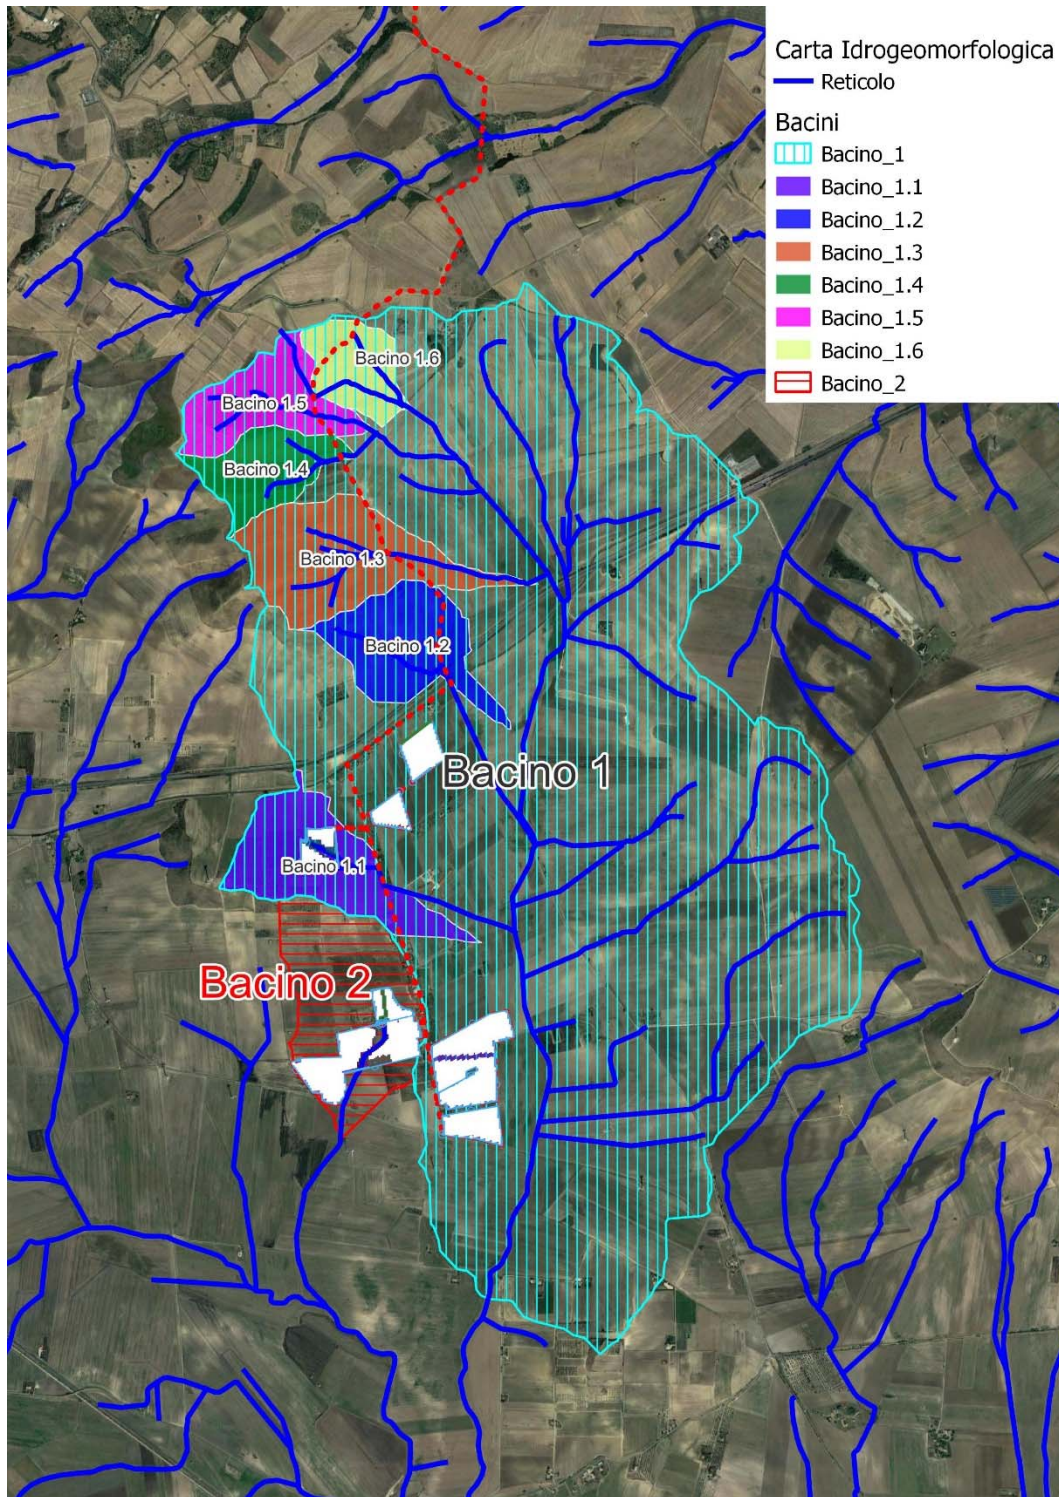 Carta Idrogeomorfologica
Reticolo
Bacini
Bacino_1
Bacino_1.1
Bacino_1.2
Bacino_1.3
Bacino_1.4
Bacino_1.5
Bacino_1.6
Bacino_2
Bacino 1.6
Bacino 1.5
Bacino 1.4
Bacino 1.3
Bacino 1.2
Bacino 1
Bacino 1.1
Bacino 2